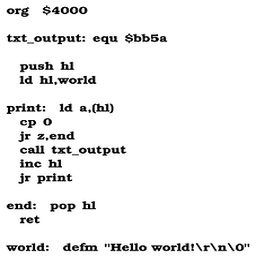 org $4000
txt_output: equ $bb5a
push hl
ld hl,world
print: ld a,(hl)
cp 0
jr z,end
call txt_output
inc hl
jr print
end: pop hl
ret
world: defm "Hello world!\r\n\0"